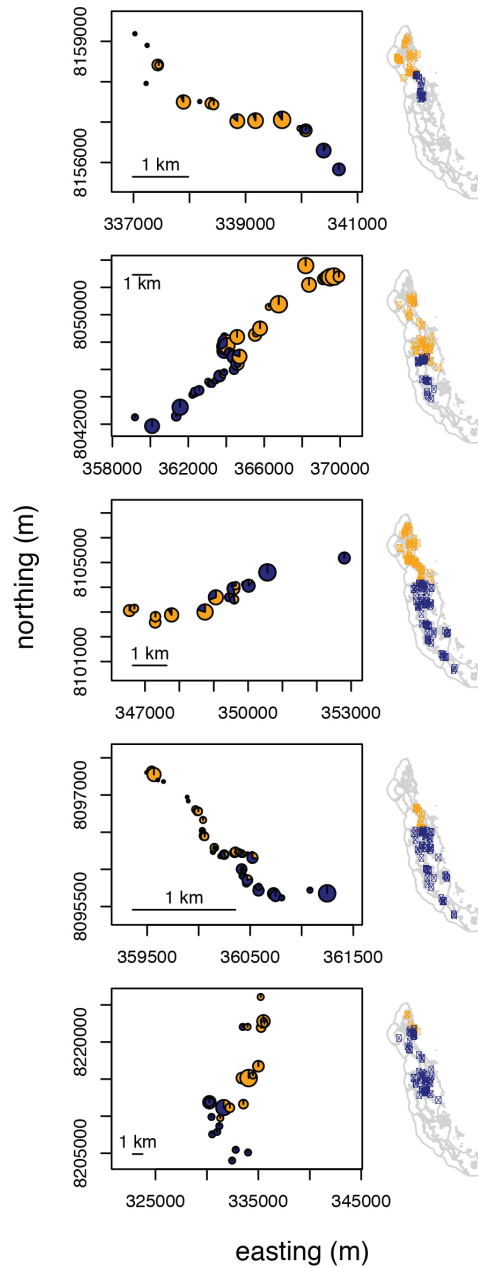 8159000
8156000
1 km
337000 339000 341000
1 km
8050000
8042000
358000 362000 366000 370000
northing (m)
8105000
8101000
1 km
347000 350000 353000
8097000
8095500
1 km
359500 360500 361500
8220000
8205000
1 km
325000 335000 345000
easting (m)